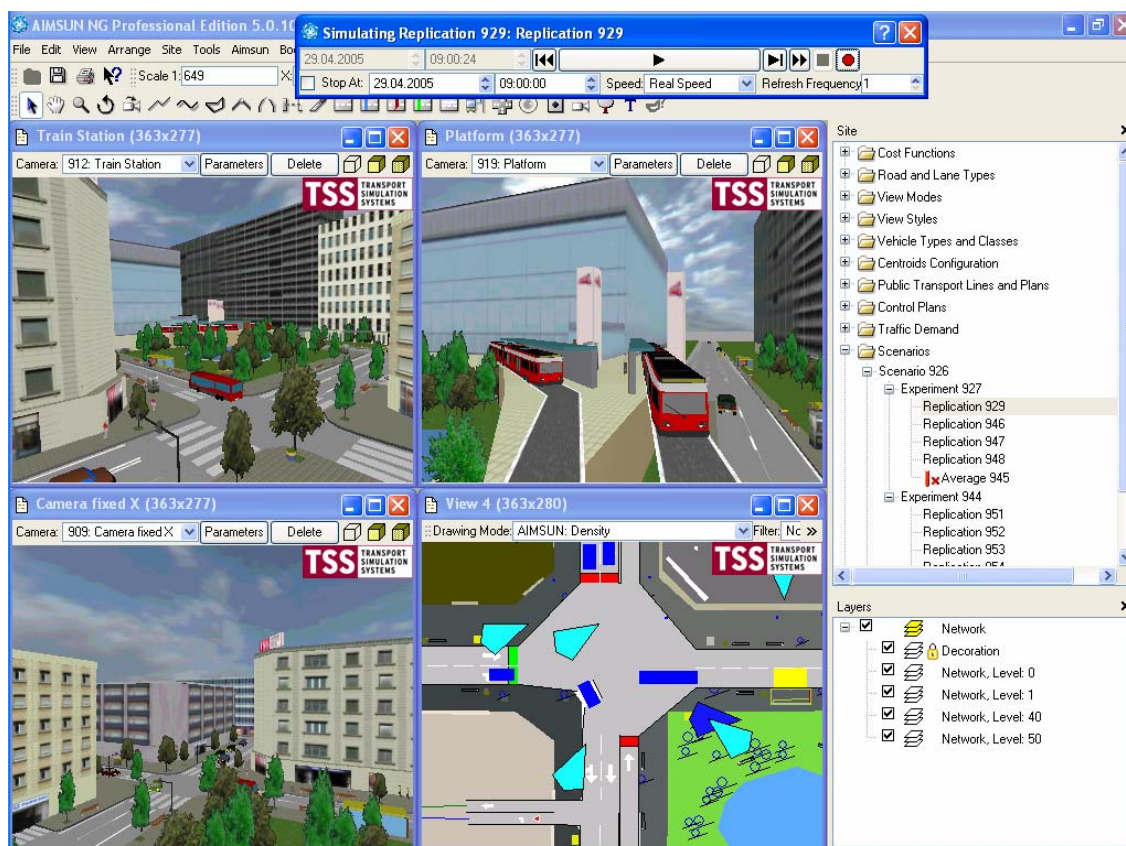 AIMSUN NG Professional Edition 5.0.10
Simulating Replication 929: Replication 929
File Edit View Arrange Site Tools Aimsun
29.04.2005 09:00:24
Scale 1: 649 X:
Stop At: 29.04.2005 09:00:00 Speed: Real Speed Refresh Frequency 1
Train Station (363x277)
Camera: 912: Train Station Parameters Delete
TSS TRANSPORT
SIMULATION
SYSTEMS
Platform (363x277)
Camera: 919: Platform Parameters Delete
TSS TRANSPORT
SIMULATION
SYSTEMS
Camera fixed X (363x277)
Camera: 909: Camera fixed X Parameters Delete
TSS TRANSPORT
SIMULATION
SYSTEMS
View 4 (363x280)
Drawing Mode: AIMSUN: Density Filter: Nc »
TSS TRANSPORT
SIMULATION
SYSTEMS
Site
Cost Functions
Road and Lane Types
View Modes
View Styles
Vehicle Types and Classes
Centroids Configuration
Public Transport Lines and Plans
Control Plans
Traffic Demand
Scenarios
Scenario 926
Experiment 927
Replication 929
Replication 946
Replication 947
Replication 948
Average 945
Experiment 944
Replication 951
Replication 952
Replication 953
Layers
Network
Decoration
Network, Level: 0
Network, Level: 1
Network, Level: 40
Network, Level: 50